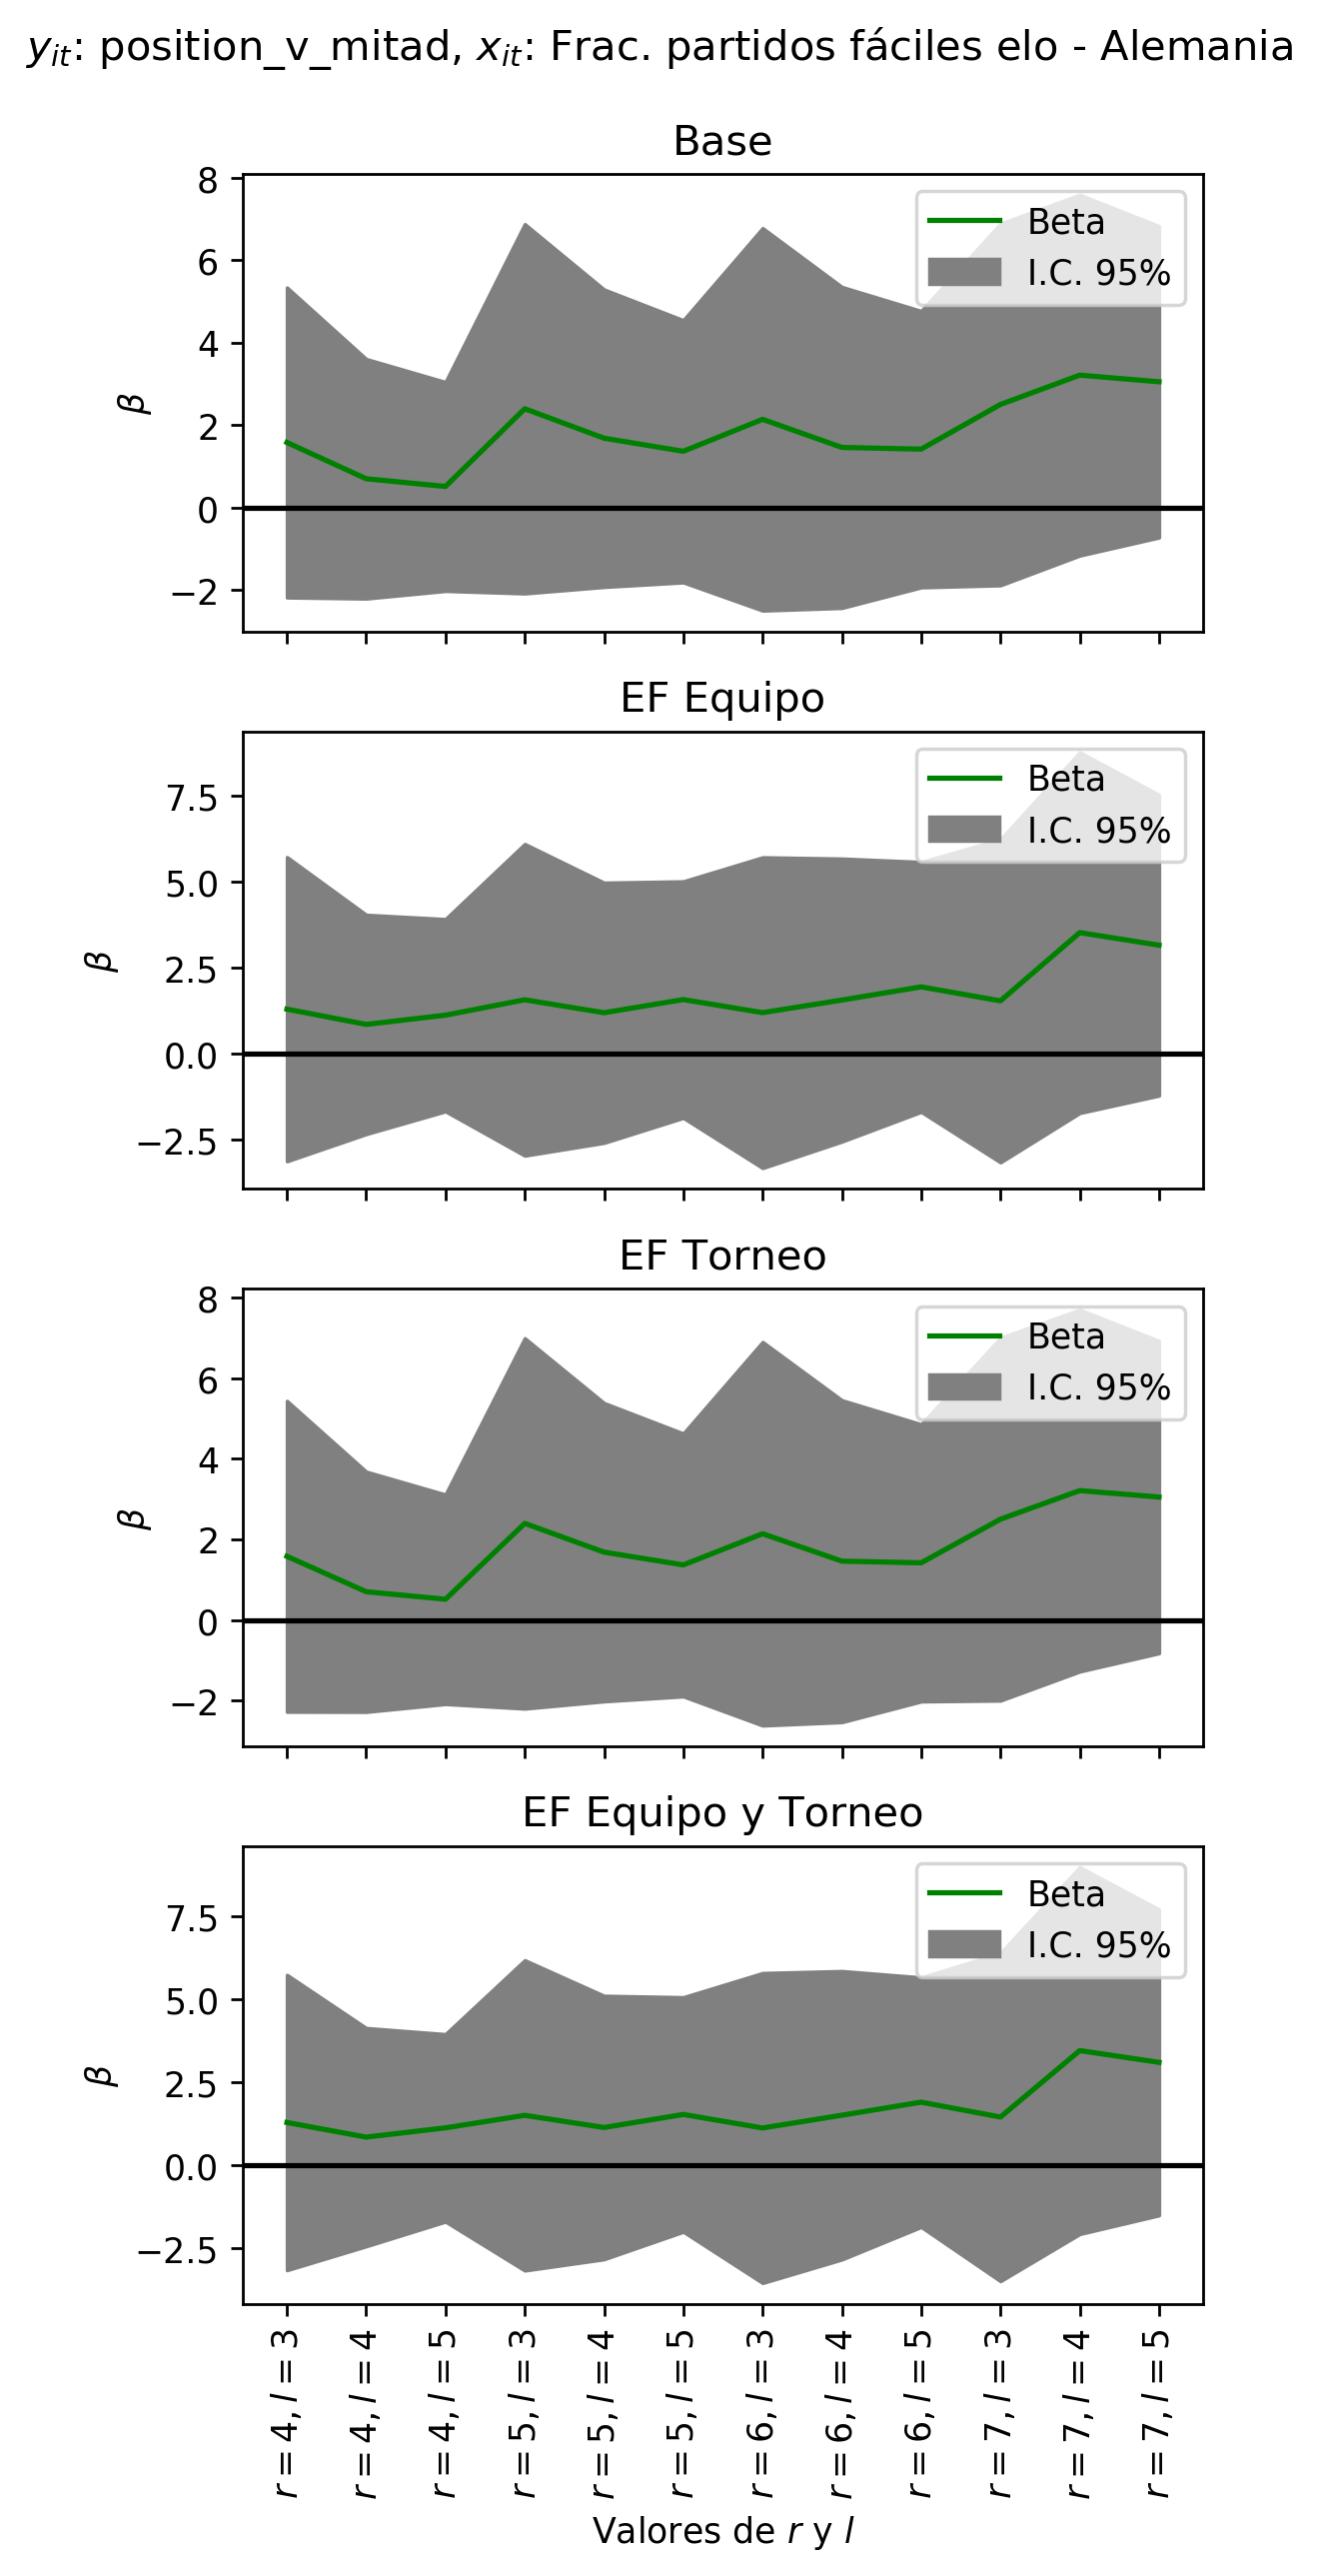 y_it: position_v_mitad, x_it: Frac. partidos fáciles elo - Alemania
Base
8
6
4
2
0
−2
β
Beta
I.C. 95%
EF Equipo
7.5
5.0
2.5
0.0
−2.5
β
Beta
I.C. 95%
EF Torneo
8
6
4
2
0
−2
β
Beta
I.C. 95%
EF Equipo y Torneo
7.5
5.0
2.5
0.0
−2.5
β
Beta
I.C. 95%
r = 4, l = 3
r = 4, l = 4
r = 4, l = 5
r = 5, l = 3
r = 5, l = 4
r = 5, l = 5
r = 6, l = 3
r = 6, l = 4
r = 6, l = 5
r = 7, l = 3
r = 7, l = 4
r = 7, l = 5
Valores de r y l